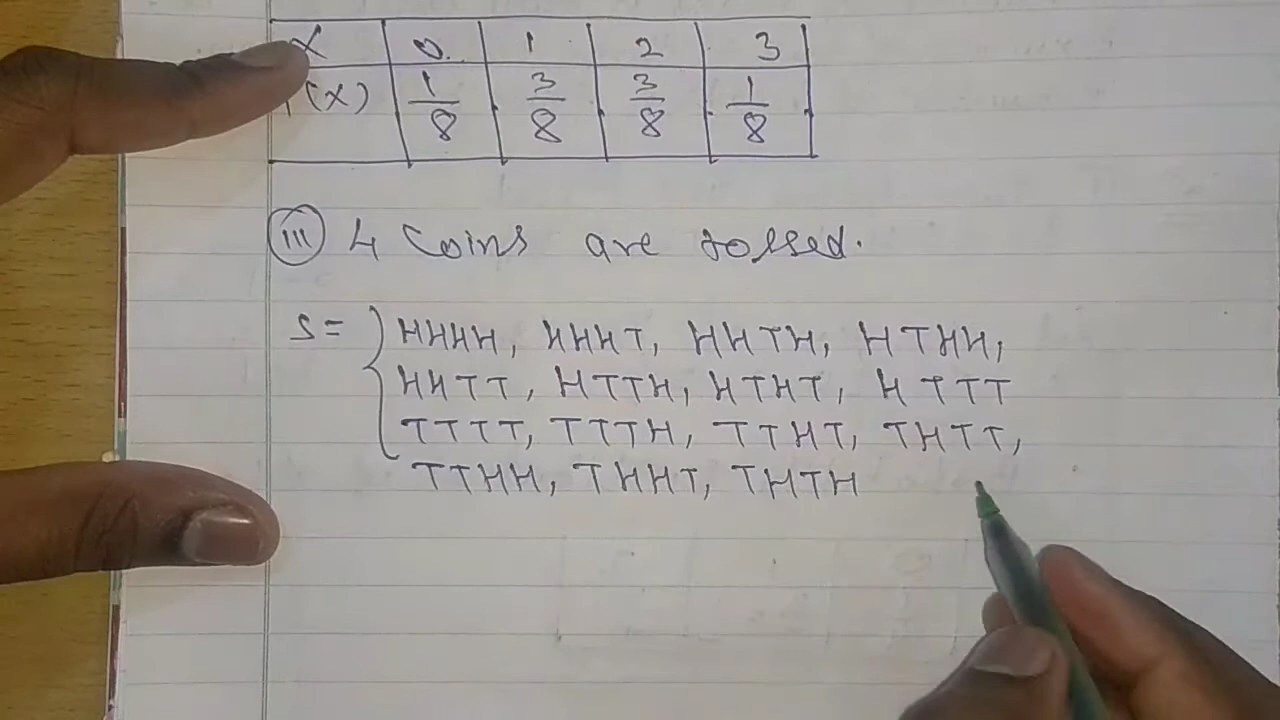 X 0 1 2 3
(X) 1/8 3/8 3/8 1/8
(iii) 4 Coins are tossed.
S = { HHHH, HHHT, HHTH, HTHH,
HHTT, HTTH, HTHT, HTTT
TTTT, TTTH, TTHT, THTT,
TTHH, THHT, THTH